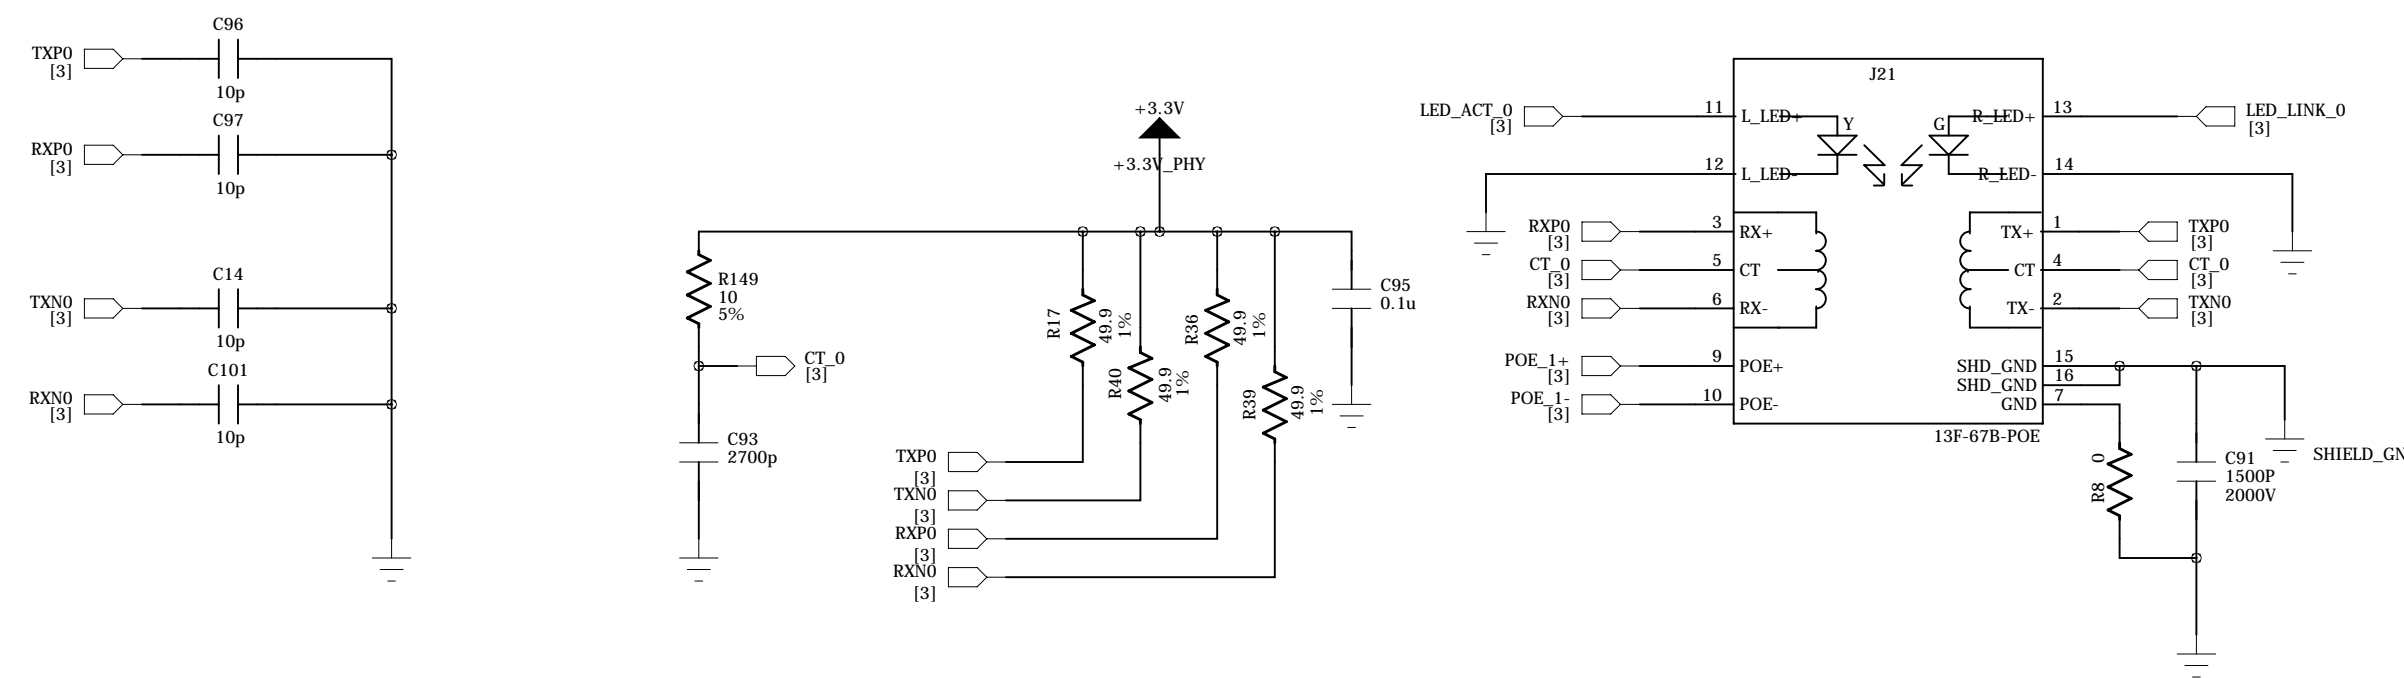 C96
TXP0
[3]
10p
C97
RXP0
[3]
10p
C14
TXN0
[3]
10p
C101
RXN0
[3]
10p
+3.3V
+3.3V_PHY
R149
10
5%
CT_0
[3]
C93
2700p
R17
49.9
1%
R40
49.9
1%
R36
49.9
1%
R39
49.9
1%
C95
0.1u
TXP0
[3]
TXN0
[3]
RXP0
[3]
RXN0
[3]
J21
LED_ACT_0
[3]
11
L_LED+
Y
G
R_LED+
13
LED_LINK_0
[3]
12
L_LED-
R_LED-
14
RXP0
[3]
3
RX+
TX+
1
TXP0
[3]
CT_0
[3]
5
CT
CT
4
CT_0
[3]
RXN0
[3]
6
RX-
TX-
2
TXN0
[3]
POE_1+
[3]
9
POE+
SHD_GND
15
SHD_GND
16
POE_1-
[3]
10
POE-
GND
7
13F-67B-POE
R8
0
C91
1500P
2000V
SHIELD_GN